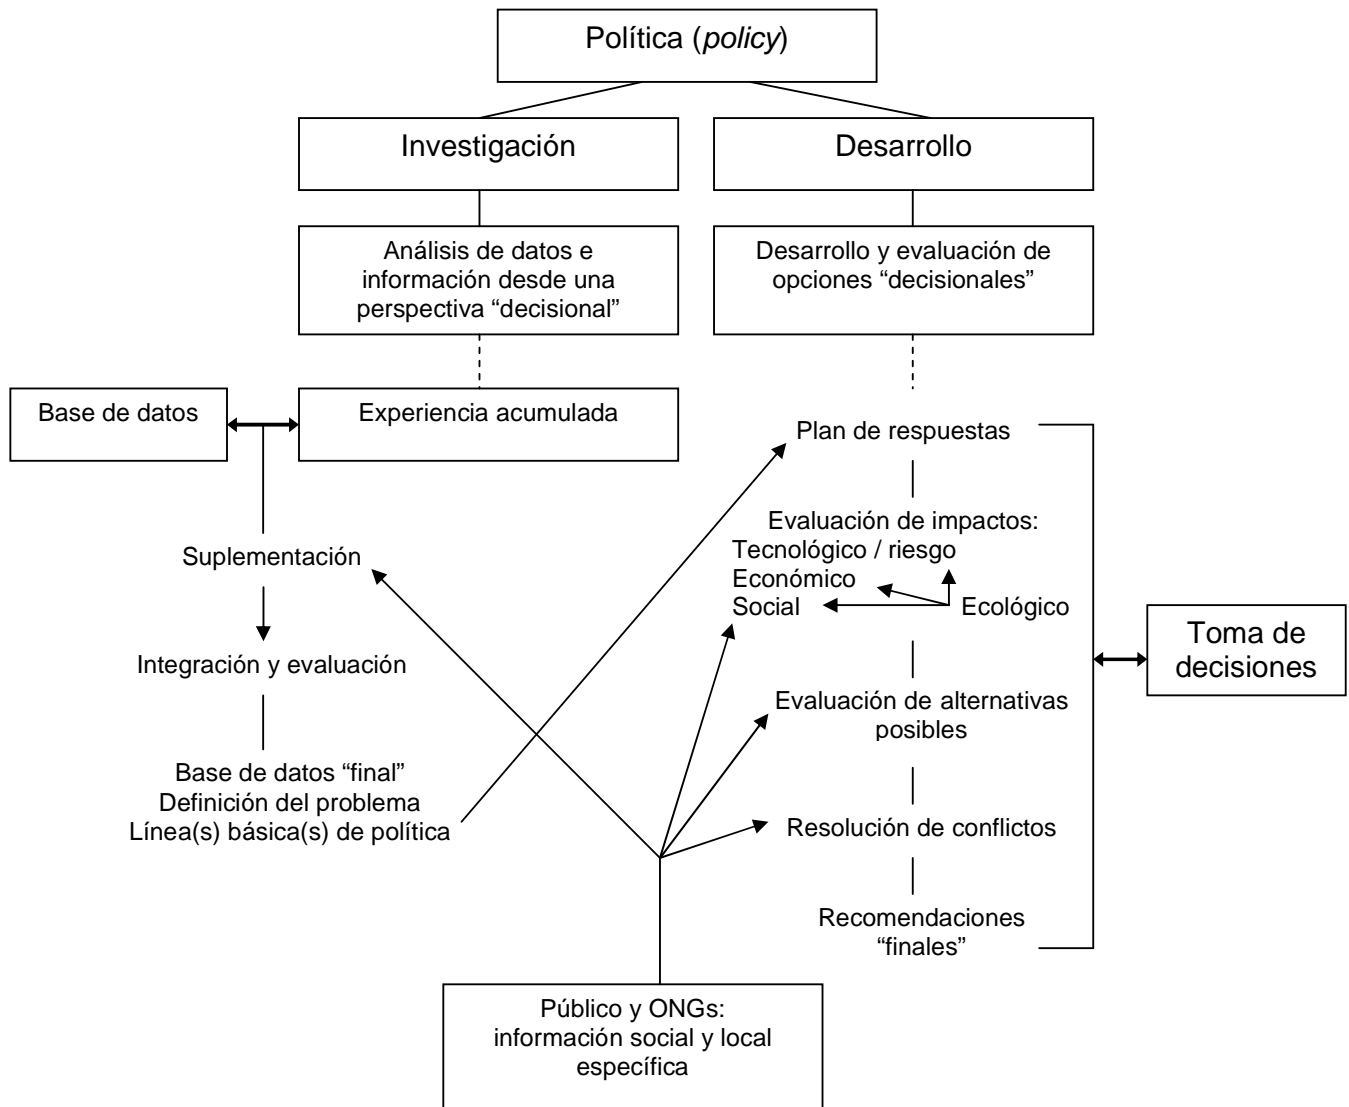 Política (policy)
Investigación
Desarrollo
Análisis de datos e
información desde una
perspectiva “decisional”
Desarrollo y evaluación de
opciones “decisionales”
Base de datos
Experiencia acumulada
Plan de respuestas
Evaluación de impactos:
Tecnológico / riesgo
Económico
Social
Ecológico
Suplementación
Integración y evaluación
Toma de
decisiones
Evaluación de alternativas
posibles
Base de datos “final”
Definición del problema
Línea(s) básica(s) de política
Resolución de conflictos
Recomendaciones
“finales”
Público y ONGs:
información social y local
específica